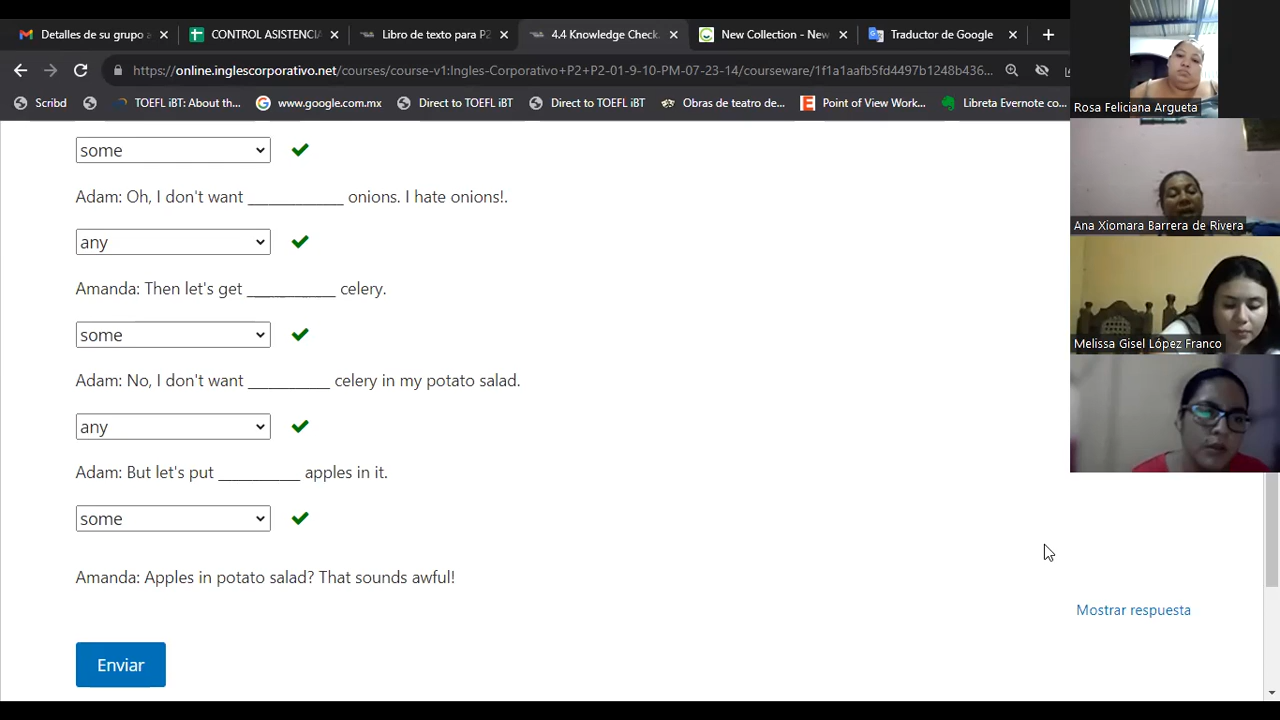 Detalles de su grupo a
CONTROL ASISTENCIA
Libro de texto para P2
4.4 Knowledge Check
New Collection - New
Traductor de Google
https://online.inglescorporativo.net/courses/course-v1:Ingles-Corporativo+P2+P2-01-9-10-PM-07-23-14/courseware/1f1a1aafb5fd4497b1248b436...
Scribd
TOEFL iBT: About th...
www.google.com.mx
Direct to TOEFL iBT
Direct to TOEFL iBT
Obras de teatro de...
Point of View Work...
Libreta Evernote co...
some
Adam: Oh, I don't want ____________ onions. I hate onions!.
any
Amanda: Then let's get ___________ celery.
some
Adam: No, I don't want __________ celery in my potato salad.
any
Adam: But let's put __________ apples in it.
some
Amanda: Apples in potato salad? That sounds awful!
Mostrar respuesta
Enviar
Rosa Feliciana Argueta
Ana Xiomara Barrera de Rivera
Melissa Gisel López Franco